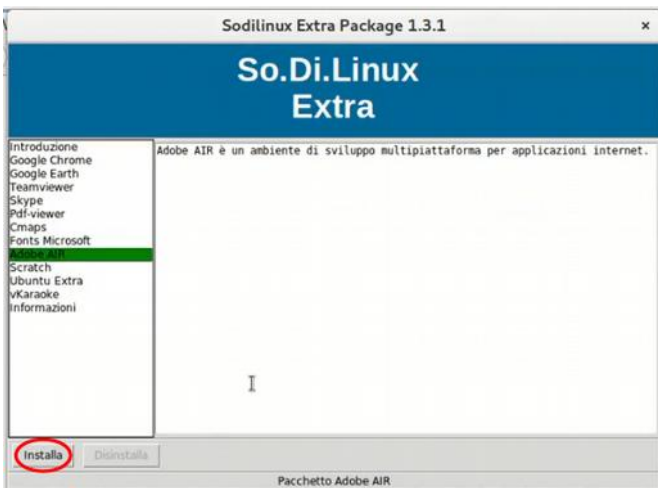 Sodilinux Extra Package 1.3.1
×
So.Di.Linux
Extra
Introduzione
Google Chrome
Google Earth
Teamviewer
Skype
Pdf-viewer
Cmaps
Fonts Microsoft
Adobe AIR
Scratch
Ubuntu Extra
vKaraoke
Informazioni
Adobe AIR è un ambiente di sviluppo multipiattaforma per applicazioni internet.
Installa
Disinstalla
Pacchetto Adobe AIR